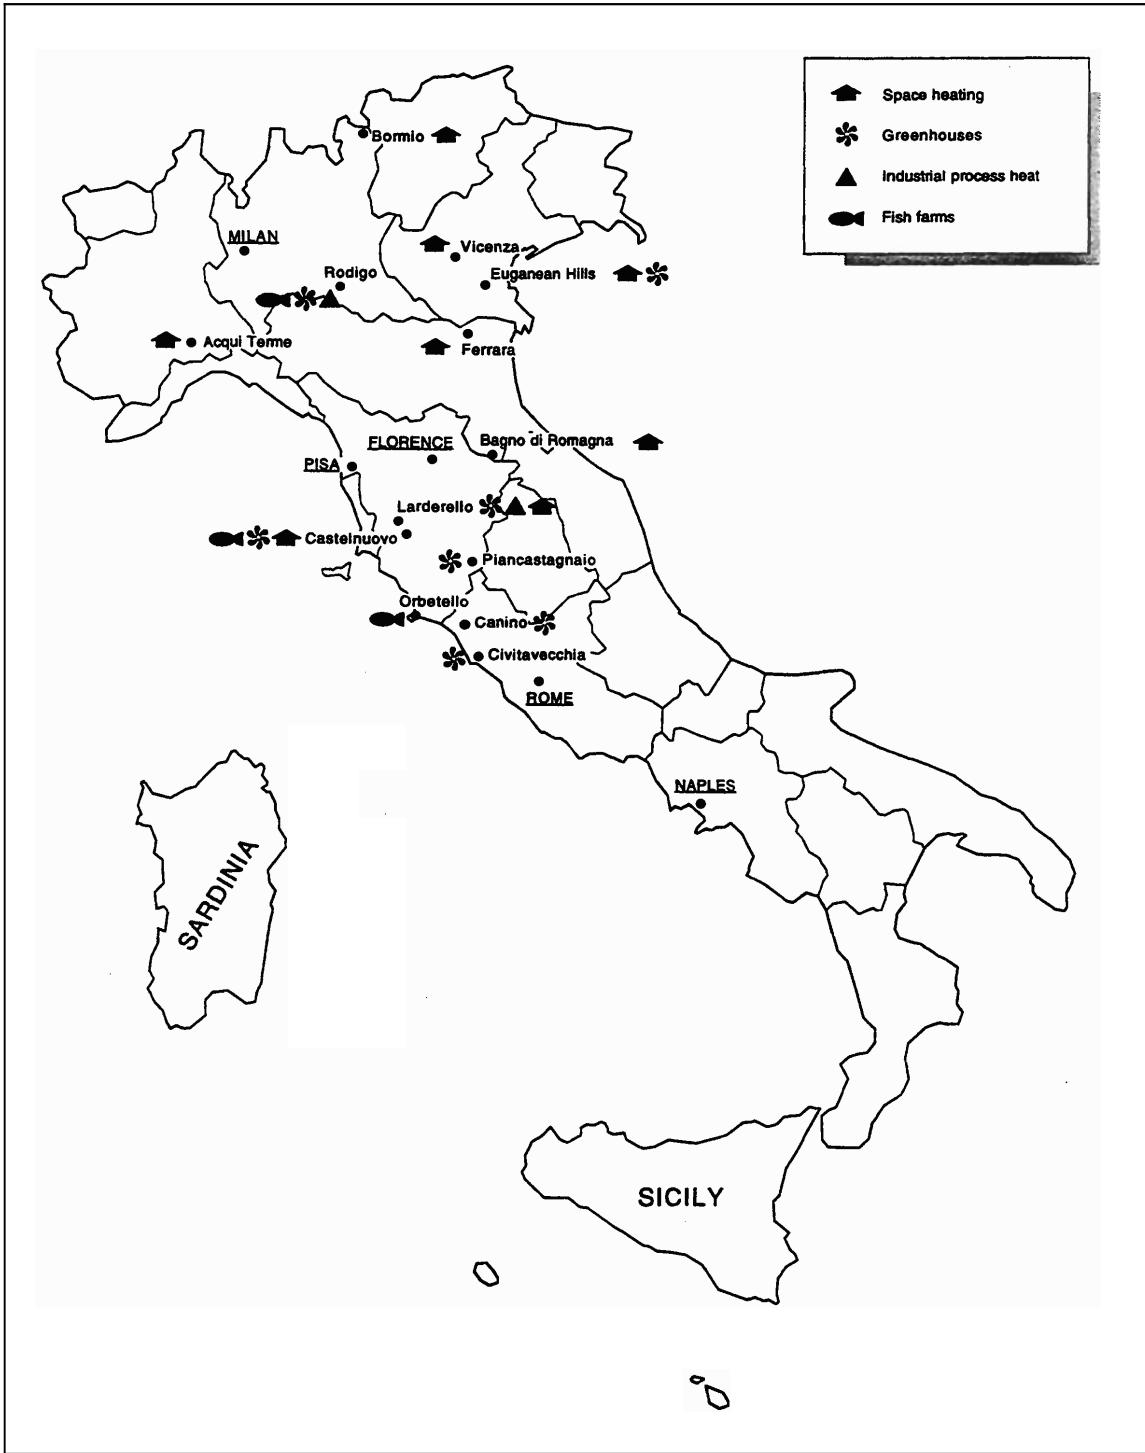 Space heating
Greenhouses
Industrial process heat
Fish farms
Bormio
MILAN
Vicenza
Rodigo
Euganean Hills
Acqui Terme
Ferrara
FLORENCE
Bagno di Romagna
PISA
Larderello
Castelnuovo
Piancastagnaio
Orbetello
Canino
Civitavecchia
ROME
NAPLES
SARDINIA
SICILY